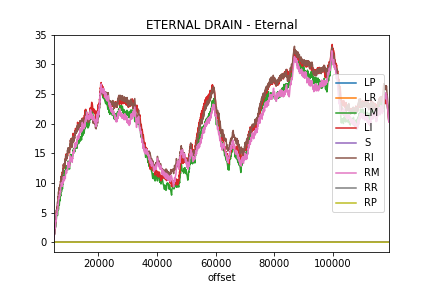 ETERNAL DRAIN - Eternal
35
30
25
20
15
10
5
0
LP
LR
LM
LI
S
RI
RM
RR
RP
20000 40000 60000 80000 100000
offset